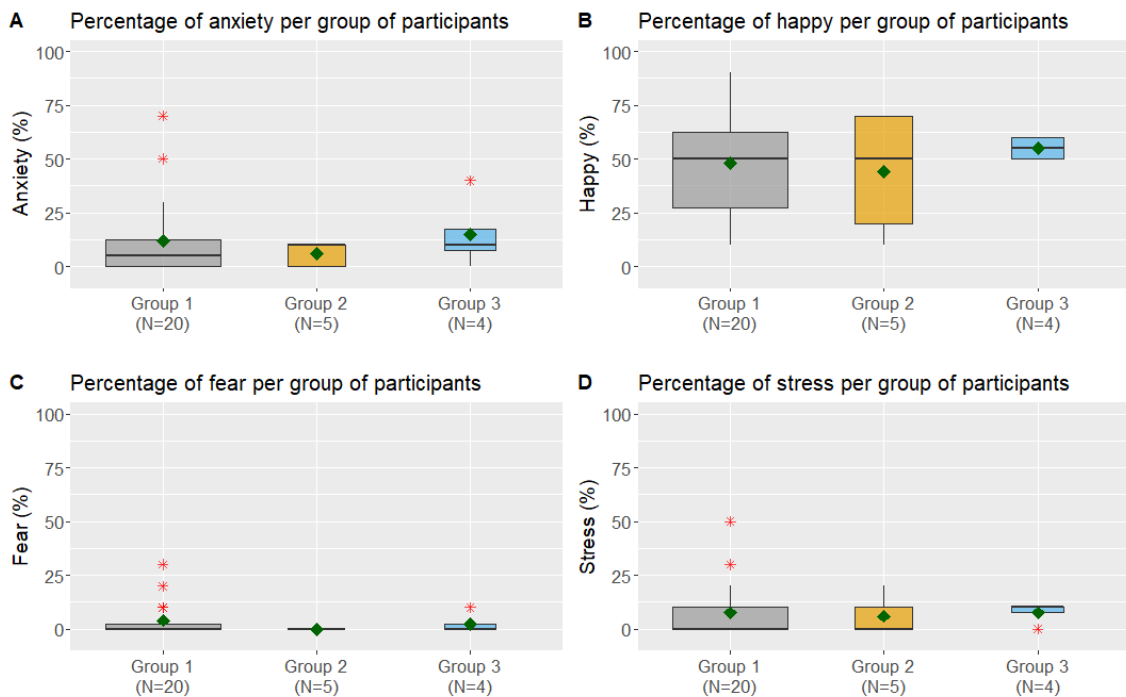 A Percentage of anxiety per group of participants
100
75
50
25
0
Anxiety (%)
Group 1
(N=20)
Group 2
(N=5)
Group 3
(N=4)
B Percentage of happy per group of participants
100
75
50
25
0
Happy (%)
Group 1
(N=20)
Group 2
(N=5)
Group 3
(N=4)
C Percentage of fear per group of participants
100
75
50
25
0
Fear (%)
Group 1
(N=20)
Group 2
(N=5)
Group 3
(N=4)
D Percentage of stress per group of participants
100
75
50
25
0
Stress (%)
Group 1
(N=20)
Group 2
(N=5)
Group 3
(N=4)